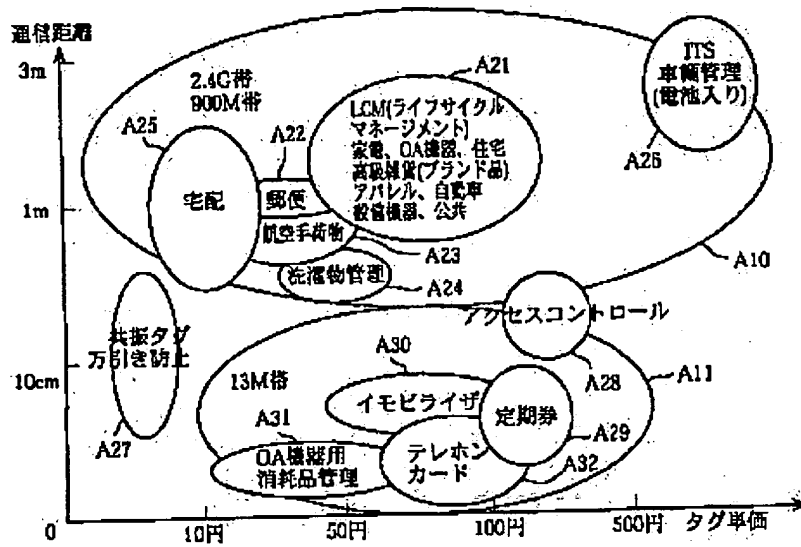 通信距離
3m
2.4G帯
900M帯
A21
ITS
車輌管理
(電池入り)
A26
LCM(ライフサイクル
マネージメント)
家電、OA機器、住宅
高級雑貨(ブランド品)
アパレル、自動車
設営機器、公共
A25
宅配
A22
郵便
航空手荷物
A23
洗濯物管理
A24
1m
A10
アクセスコントロール
A28
共振タグ
万引き防止
A27
10cm
13M帯
A30
イモビライザ
定期券
A29
A11
A31
OA機器用
消耗品管理
テレホン
カード
A32
0
10円
50円
100円
500円
タグ単価